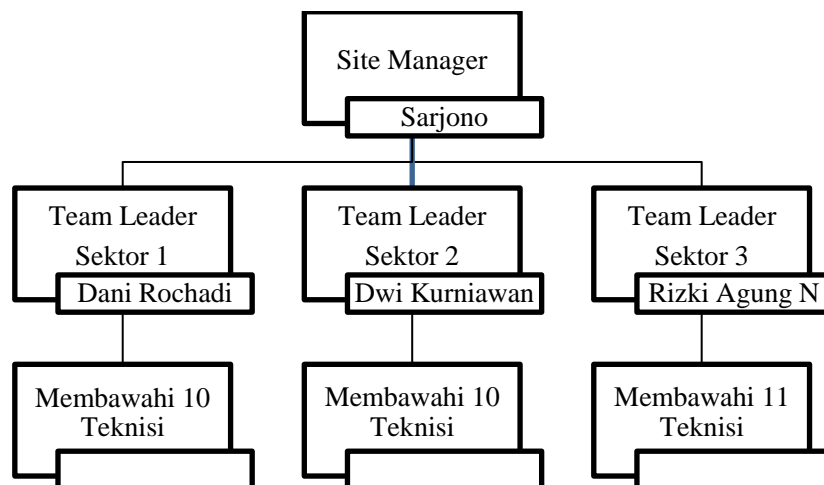 Site Manager
Sarjono
Team Leader
Sektor 1
Dani Rochadi
Team Leader
Sektor 2
Dwi Kurniawan
Team Leader
Sektor 3
Rizki Agung N
Membawahi 10
Teknisi
Membawahi 10
Teknisi
Membawahi 11
Teknisi